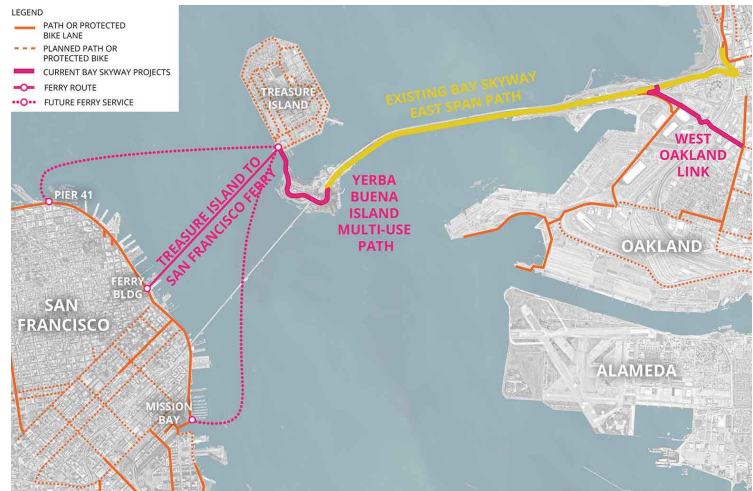 LEGEND
PATH OR PROTECTED
BIKE LANE
PLANNED PATH OR
PROTECTED BIKE
CURRENT BAY SKYWAY PROJECTS
FERRY ROUTE
FUTURE FERRY SERVICE
TREASURE
ISLAND
EXISTING BAY SKYWAY
EAST SPAN PATH
WEST
OAKLAND
LINK
PIER 41
TREASURE ISLAND TO
SAN FRANCISCO FERRY
YERBA
BUENA
ISLAND
MULTI-USE
PATH
OAKLAND
FERRY
BLDG
SAN
FRANCISCO
ALAMEDA
MISSION
BAY